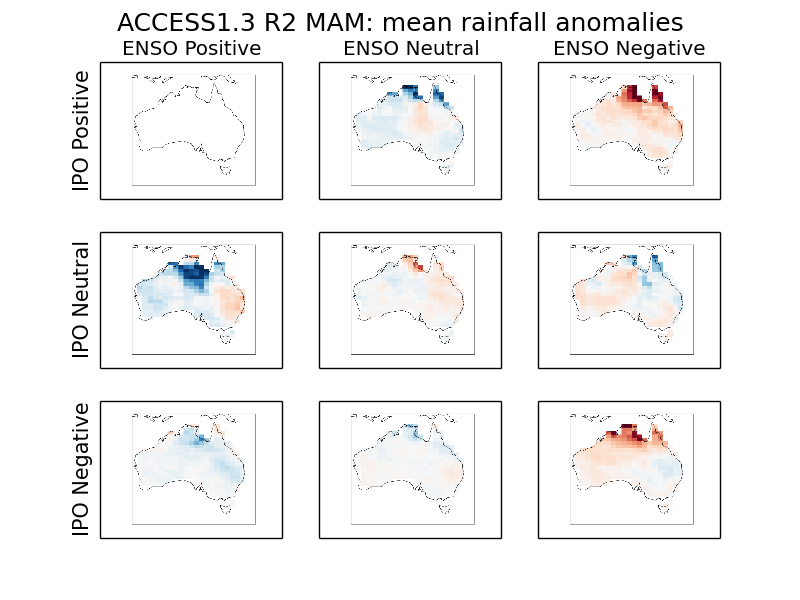 ACCESS1.3 R2 MAM: mean rainfall anomalies
ENSO Positive ENSO Neutral ENSO Negative
IPO Positive
IPO Neutral
IPO Negative